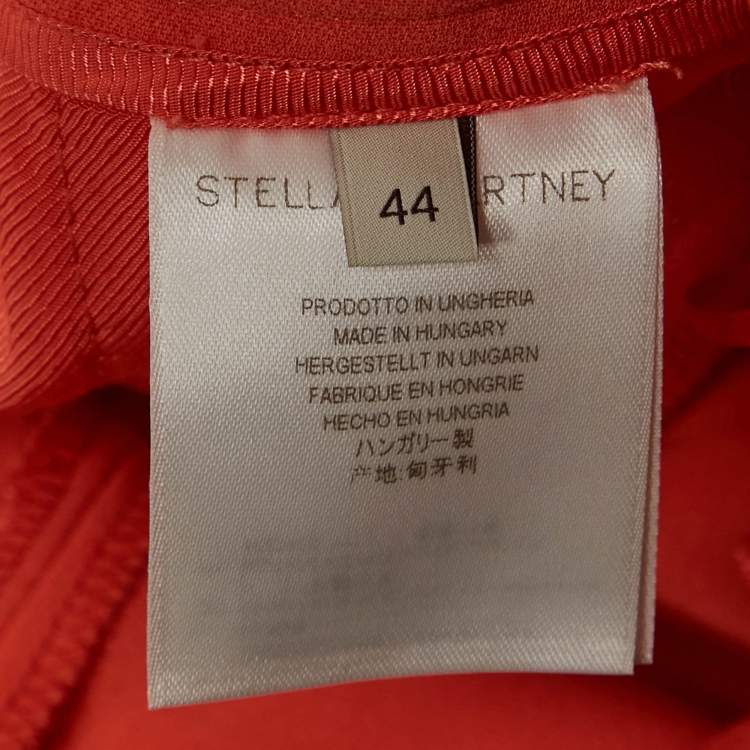 STELLA RTNEY
44
PRODOTTO IN UNGHERIA
MADE IN HUNGARY
HERGESTELLT IN UNGARN
FABRIQUE EN HONGRIE
HECHO EN HUNGRIA
ハンガリー製
产地:匈牙利